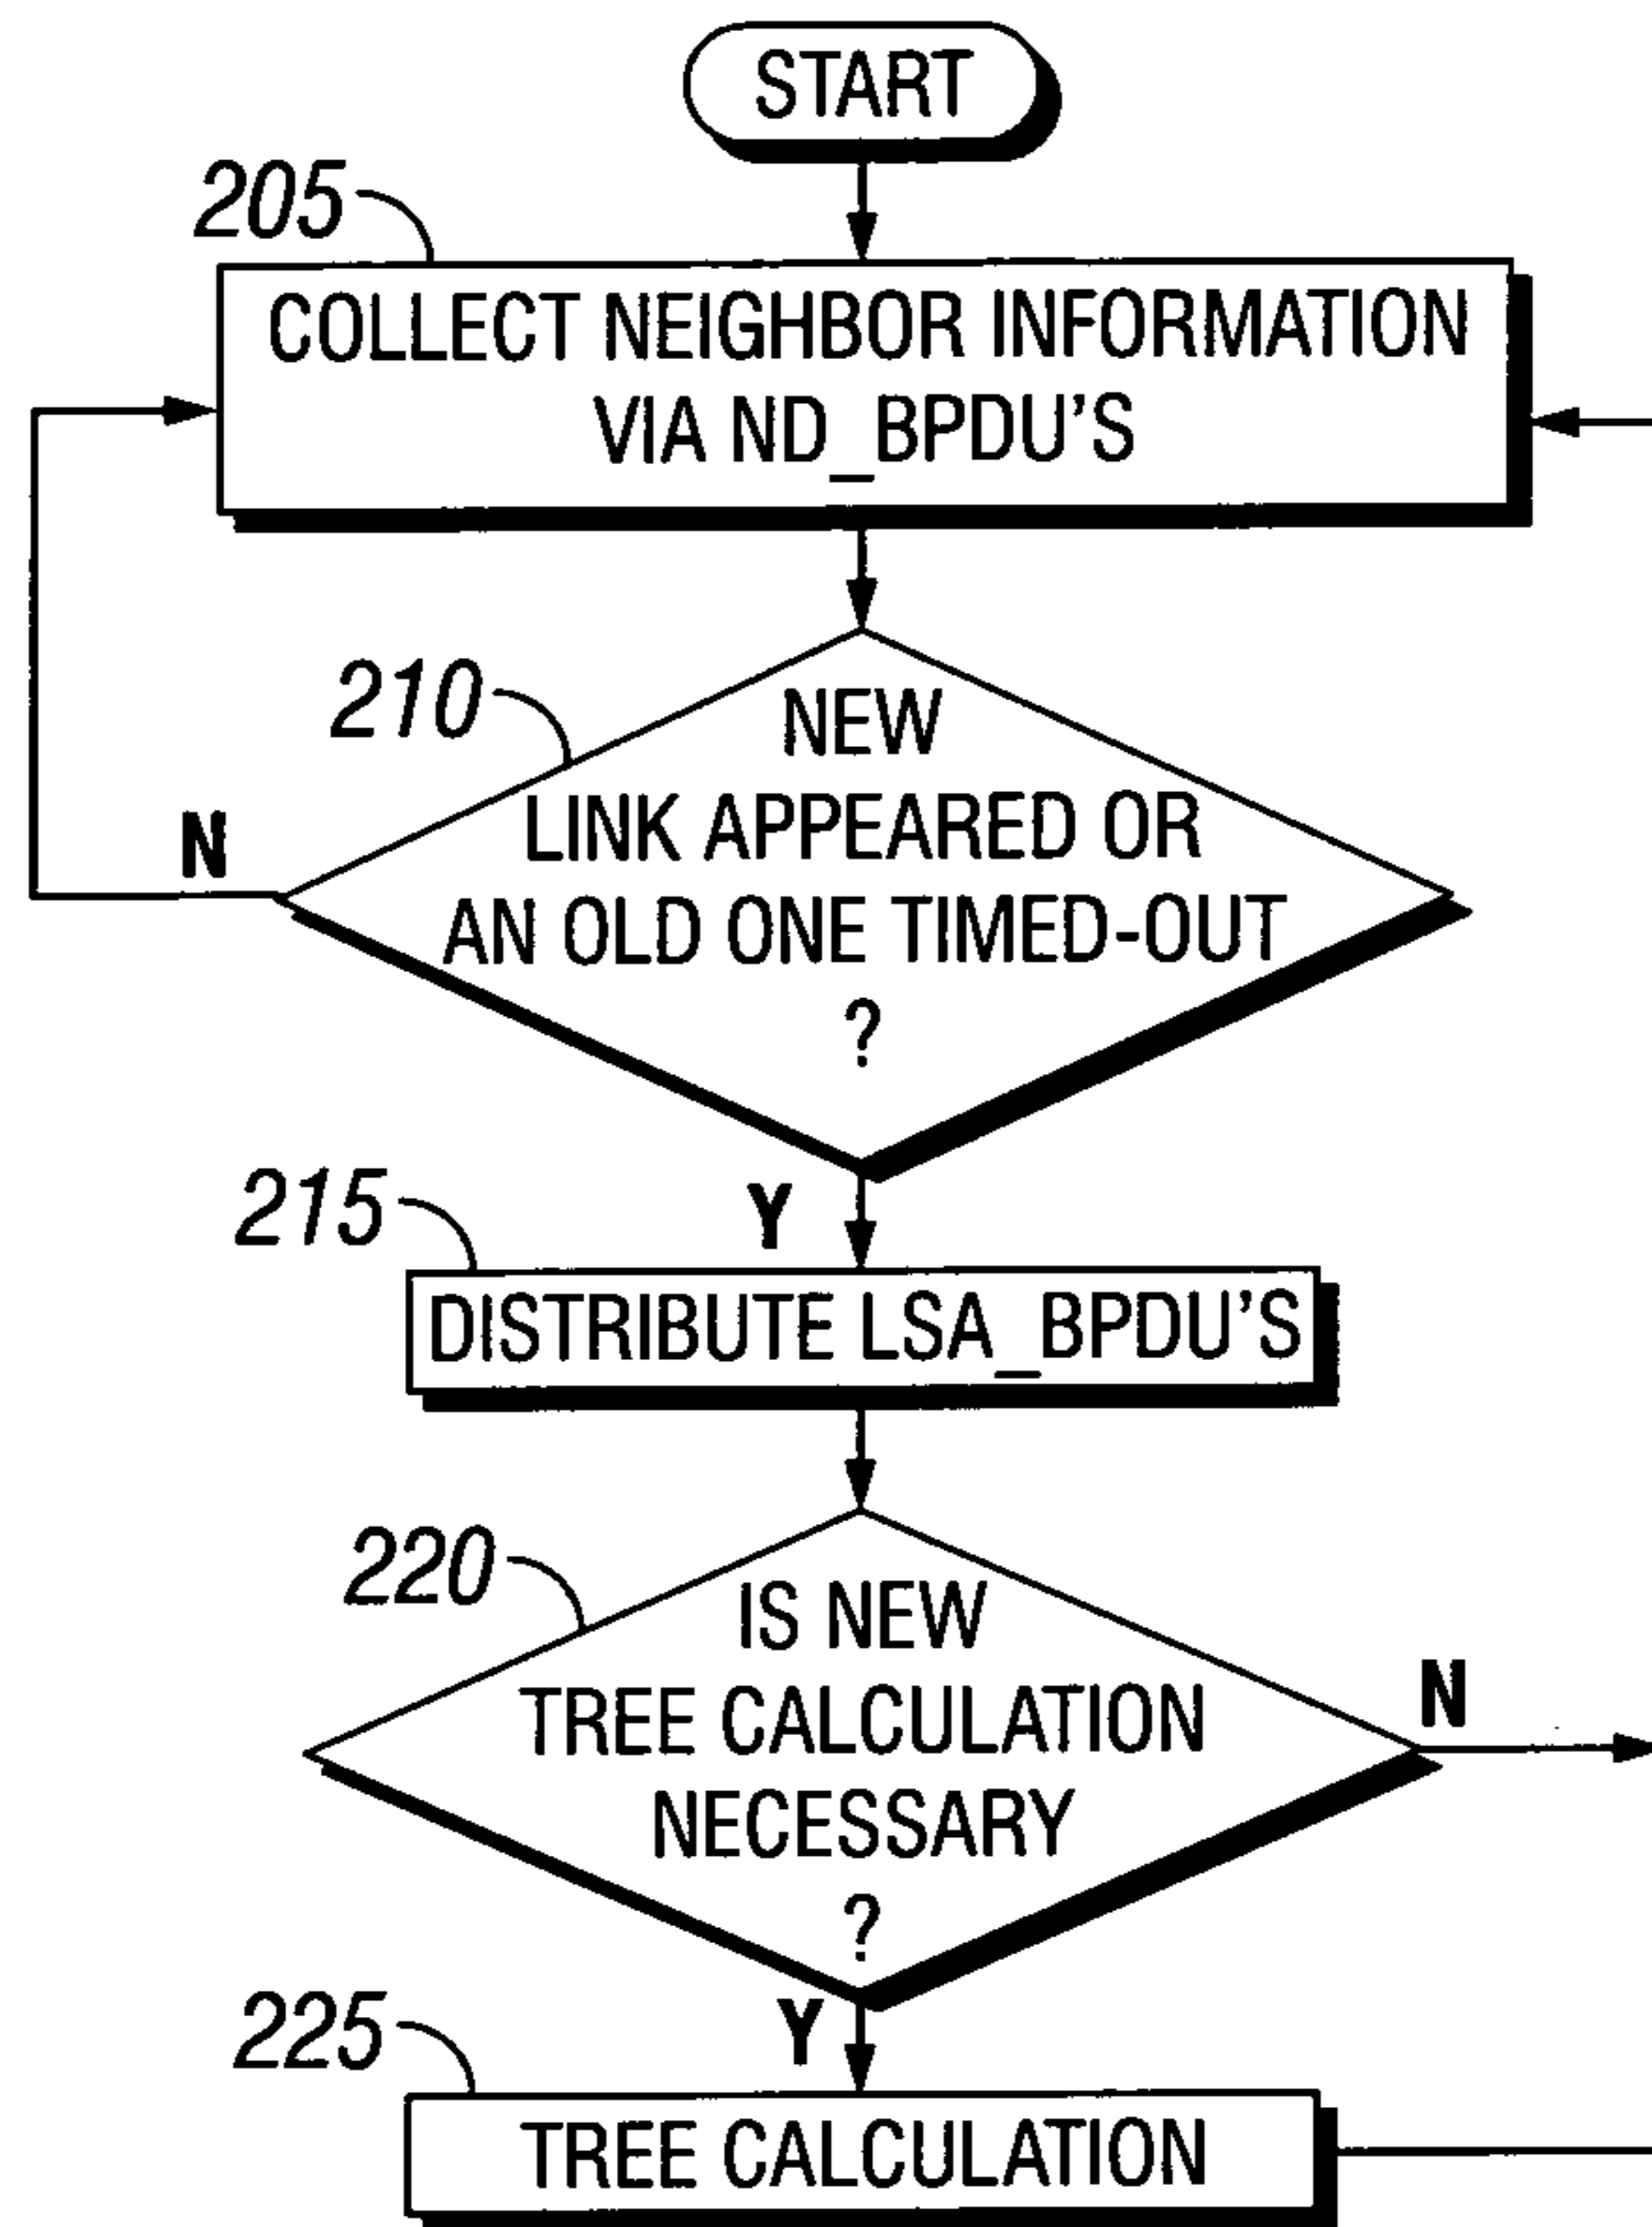 START
205
COLLECT NEIGHBOR INFORMATION
VIA ND_BPDU'S
210
NEW
LINK APPEARED OR
AN OLD ONE TIMED-OUT
?
N
Y
215
DISTRIBUTE LSA_BPDU'S
220
IS NEW
TREE CALCULATION
NECESSARY
?
N
Y
225
TREE CALCULATION